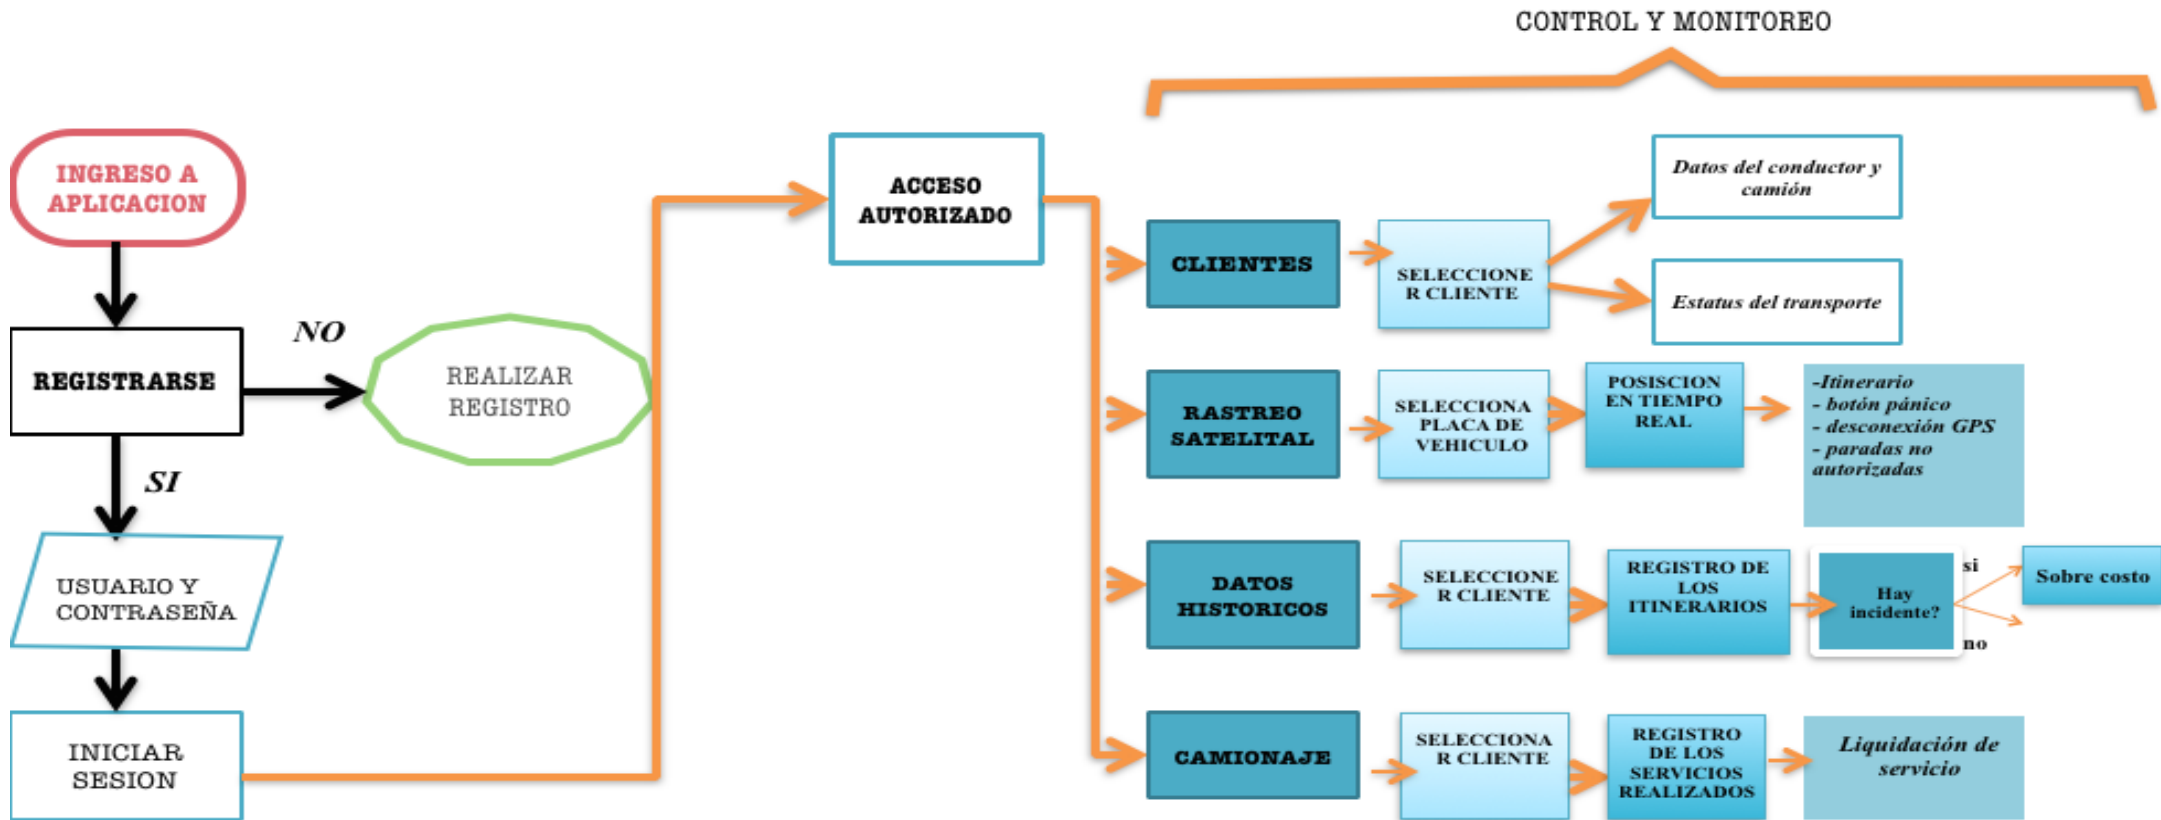 CONTROL Y MONITOREO
INGRESO A
APLICACION
REGISTRARSE
NO
REALIZAR
REGISTRO
SI
USUARIO Y
CONTRASEÑA
INICIAR
SESION
ACCESO
AUTORIZADO
CLIENTES
SELECCIONE
R CLIENTE
Datos del conductor y
camión
Estatus del transporte
RASTREO
SATELITAL
SELECCIONA
PLACA DE
VEHICULO
POSISCION
EN TIEMPO
REAL
-Itinerario
- botón pánico
- desconexión GPS
- paradas no
autorizadas
DATOS
HISTORICOS
SELECCIONE
R CLIENTE
REGISTRO DE
LOS
ITINERARIOS
Hay
incidente?
si
no
Sobre costo
CAMIONAJE
SELECCIONA
R CLIENTE
REGISTRO
DE LOS
SERVICIOS
REALIZADOS
Liquidación de
servicio